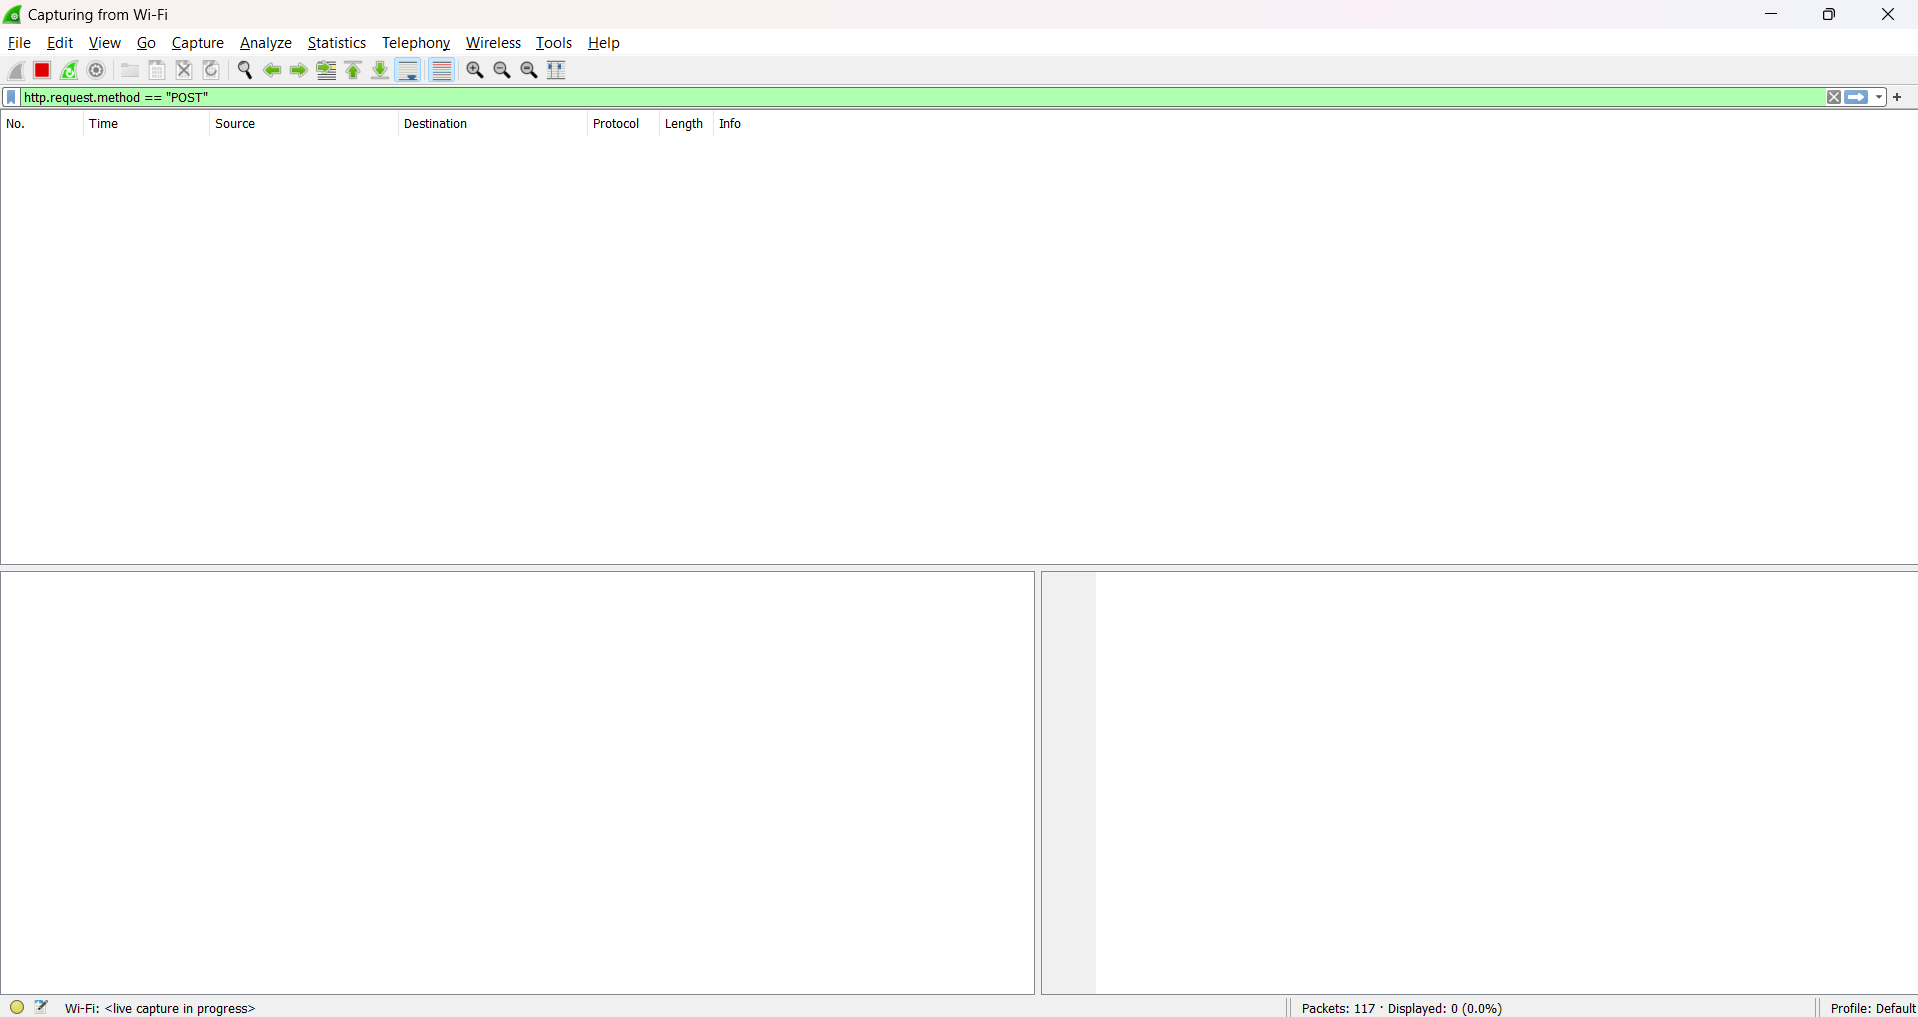 Capturing from Wi-Fi
File Edit View Go Capture Analyze Statistics Telephony Wireless Tools Help
http.request.method == "POST"
No. Time Source Destination Protocol Length Info
Wi-Fi: <live capture in progress> Packets: 117 · Displayed: 0 (0.0%) Profile: Default